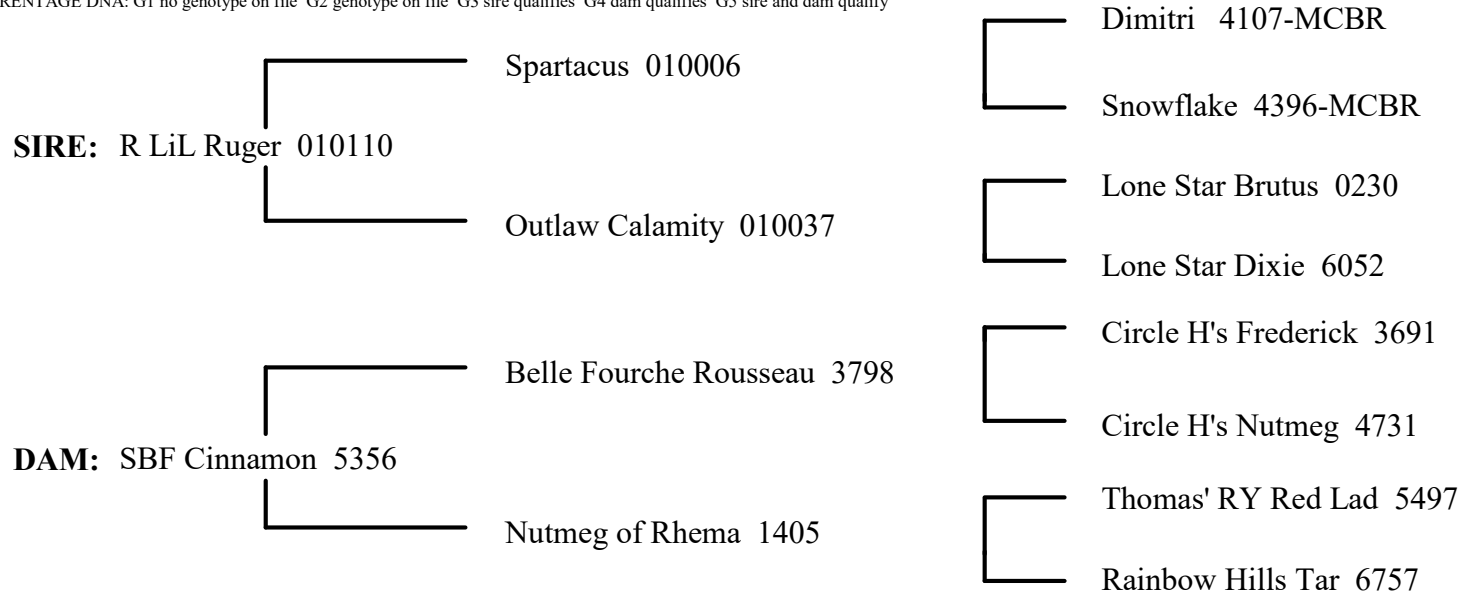 RENTAGE DNA: G1 no genotype on file G2 genotype on file G3 sire qualifies G4 dam qualifies G5 sire and dam qualify
Dimitri 4107-MCBR
Spartacus 010006
Snowflake 4396-MCBR
SIRE: R LiL Ruger 010110
Lone Star Brutus 0230
Outlaw Calamity 010037
Lone Star Dixie 6052
Circle H's Frederick 3691
Belle Fourche Rousseau 3798
Circle H's Nutmeg 4731
DAM: SBF Cinnamon 5356
Thomas' RY Red Lad 5497
Nutmeg of Rhema 1405
Rainbow Hills Tar 6757